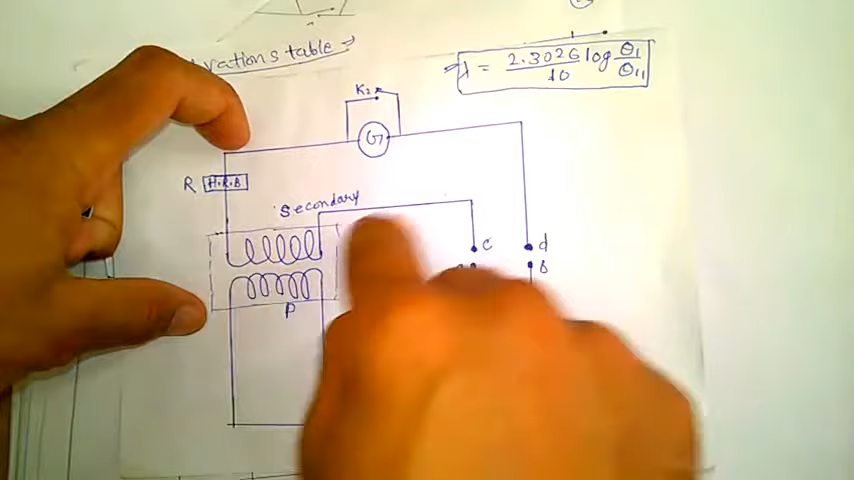 vations table
λ = 2.3026/10 log θ1/θ11
K2
G
R H.R.B
Secondary
c d
B
P